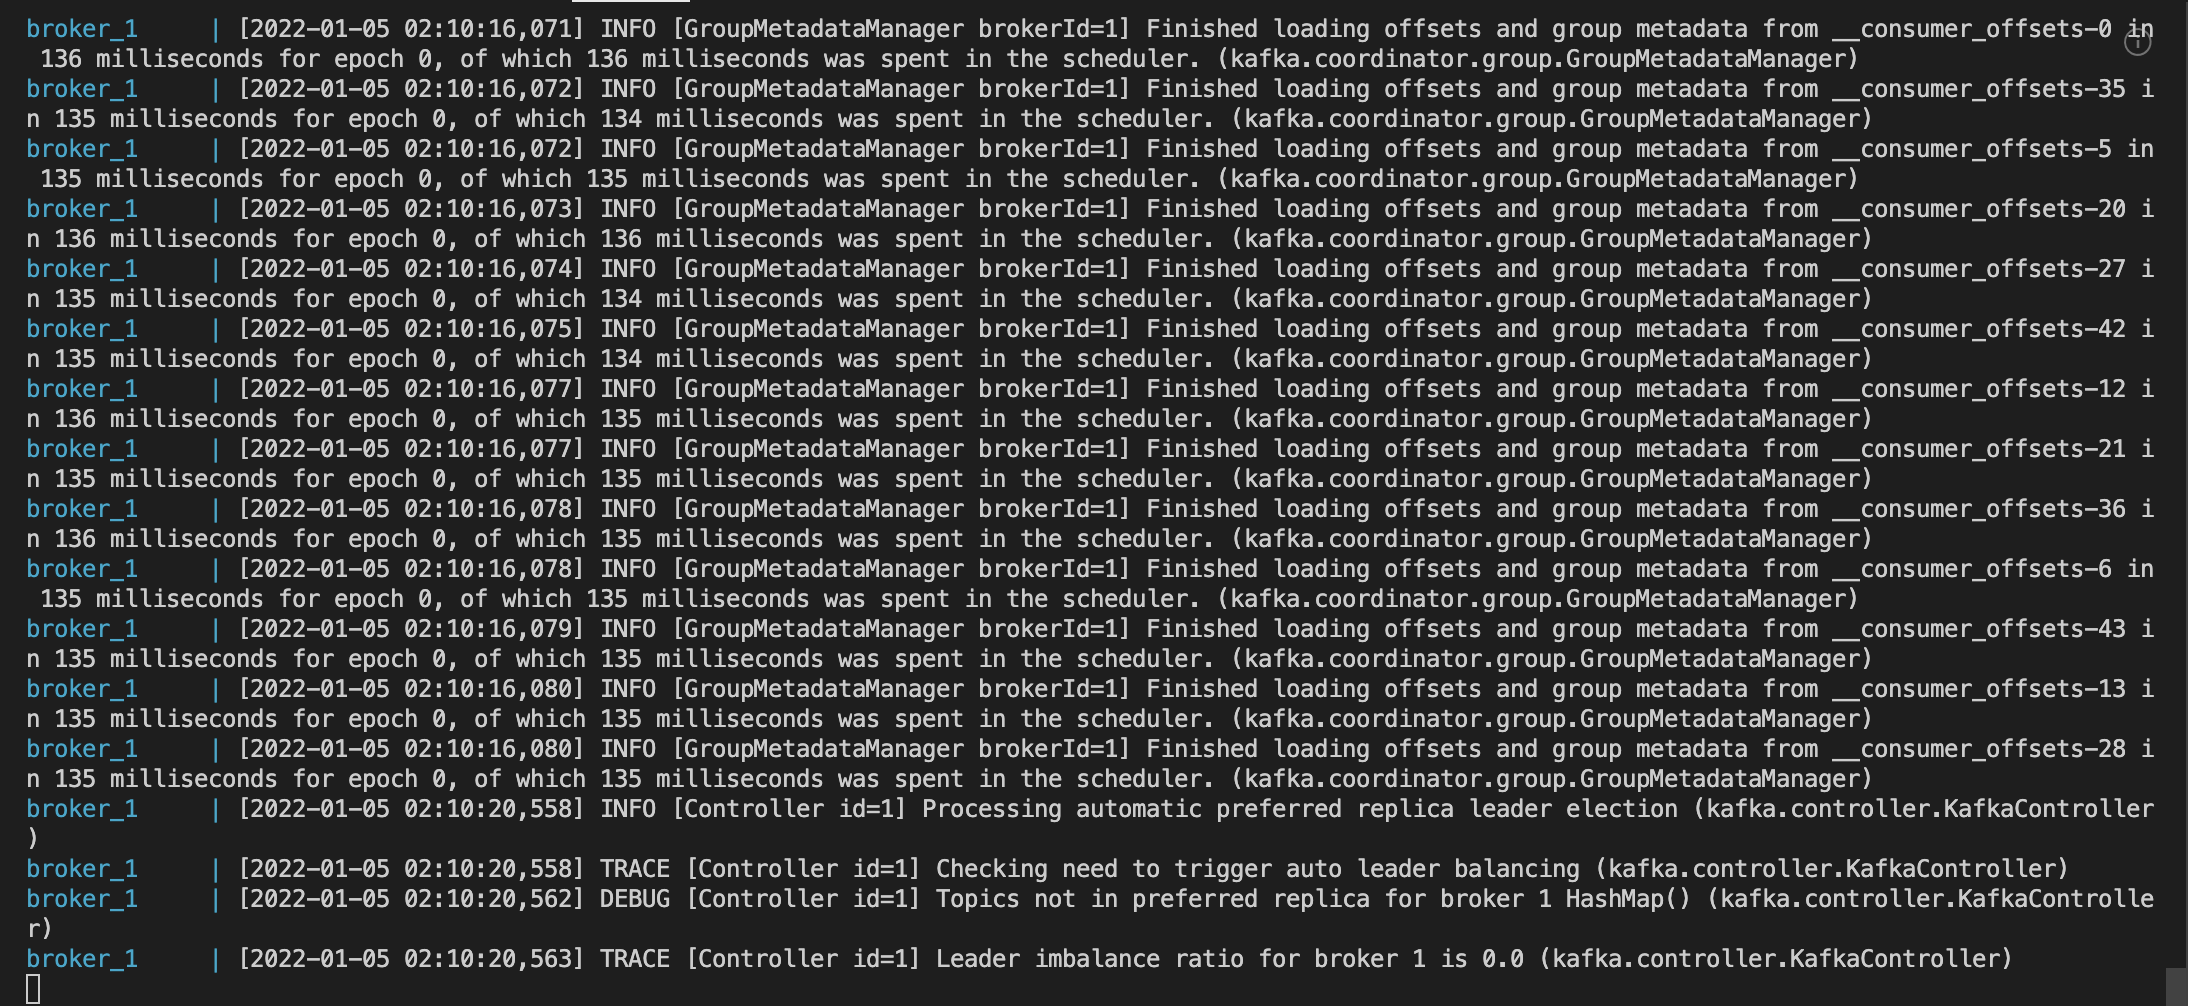 broker_1     | [2022-01-05 02:10:16,071] INFO [GroupMetadataManager brokerId=1] Finished loading offsets and group metadata from __consumer_offsets-0 in
 136 milliseconds for epoch 0, of which 136 milliseconds was spent in the scheduler. (kafka.coordinator.group.GroupMetadataManager)
broker_1     | [2022-01-05 02:10:16,072] INFO [GroupMetadataManager brokerId=1] Finished loading offsets and group metadata from __consumer_offsets-35 i
n 135 milliseconds for epoch 0, of which 134 milliseconds was spent in the scheduler. (kafka.coordinator.group.GroupMetadataManager)
broker_1     | [2022-01-05 02:10:16,072] INFO [GroupMetadataManager brokerId=1] Finished loading offsets and group metadata from __consumer_offsets-5 in
 135 milliseconds for epoch 0, of which 135 milliseconds was spent in the scheduler. (kafka.coordinator.group.GroupMetadataManager)
broker_1     | [2022-01-05 02:10:16,073] INFO [GroupMetadataManager brokerId=1] Finished loading offsets and group metadata from __consumer_offsets-20 i
n 136 milliseconds for epoch 0, of which 136 milliseconds was spent in the scheduler. (kafka.coordinator.group.GroupMetadataManager)
broker_1     | [2022-01-05 02:10:16,074] INFO [GroupMetadataManager brokerId=1] Finished loading offsets and group metadata from __consumer_offsets-27 i
n 135 milliseconds for epoch 0, of which 134 milliseconds was spent in the scheduler. (kafka.coordinator.group.GroupMetadataManager)
broker_1     | [2022-01-05 02:10:16,075] INFO [GroupMetadataManager brokerId=1] Finished loading offsets and group metadata from __consumer_offsets-42 i
n 135 milliseconds for epoch 0, of which 134 milliseconds was spent in the scheduler. (kafka.coordinator.group.GroupMetadataManager)
broker_1     | [2022-01-05 02:10:16,077] INFO [GroupMetadataManager brokerId=1] Finished loading offsets and group metadata from __consumer_offsets-12 i
n 136 milliseconds for epoch 0, of which 135 milliseconds was spent in the scheduler. (kafka.coordinator.group.GroupMetadataManager)
broker_1     | [2022-01-05 02:10:16,077] INFO [GroupMetadataManager brokerId=1] Finished loading offsets and group metadata from __consumer_offsets-21 i
n 135 milliseconds for epoch 0, of which 135 milliseconds was spent in the scheduler. (kafka.coordinator.group.GroupMetadataManager)
broker_1     | [2022-01-05 02:10:16,078] INFO [GroupMetadataManager brokerId=1] Finished loading offsets and group metadata from __consumer_offsets-36 i
n 136 milliseconds for epoch 0, of which 135 milliseconds was spent in the scheduler. (kafka.coordinator.group.GroupMetadataManager)
broker_1     | [2022-01-05 02:10:16,078] INFO [GroupMetadataManager brokerId=1] Finished loading offsets and group metadata from __consumer_offsets-6 in
 135 milliseconds for epoch 0, of which 135 milliseconds was spent in the scheduler. (kafka.coordinator.group.GroupMetadataManager)
broker_1     | [2022-01-05 02:10:16,079] INFO [GroupMetadataManager brokerId=1] Finished loading offsets and group metadata from __consumer_offsets-43 i
n 135 milliseconds for epoch 0, of which 135 milliseconds was spent in the scheduler. (kafka.coordinator.group.GroupMetadataManager)
broker_1     | [2022-01-05 02:10:16,080] INFO [GroupMetadataManager brokerId=1] Finished loading offsets and group metadata from __consumer_offsets-13 i
n 135 milliseconds for epoch 0, of which 135 milliseconds was spent in the scheduler. (kafka.coordinator.group.GroupMetadataManager)
broker_1     | [2022-01-05 02:10:16,080] INFO [GroupMetadataManager brokerId=1] Finished loading offsets and group metadata from __consumer_offsets-28 i
n 135 milliseconds for epoch 0, of which 135 milliseconds was spent in the scheduler. (kafka.coordinator.group.GroupMetadataManager)
broker_1     | [2022-01-05 02:10:20,558] INFO [Controller id=1] Processing automatic preferred replica leader election (kafka.controller.KafkaController
)
broker_1     | [2022-01-05 02:10:20,558] TRACE [Controller id=1] Checking need to trigger auto leader balancing (kafka.controller.KafkaController)
broker_1     | [2022-01-05 02:10:20,562] DEBUG [Controller id=1] Topics not in preferred replica for broker 1 HashMap() (kafka.controller.KafkaControlle
r)
broker_1     | [2022-01-05 02:10:20,563] TRACE [Controller id=1] Leader imbalance ratio for broker 1 is 0.0 (kafka.controller.KafkaController)